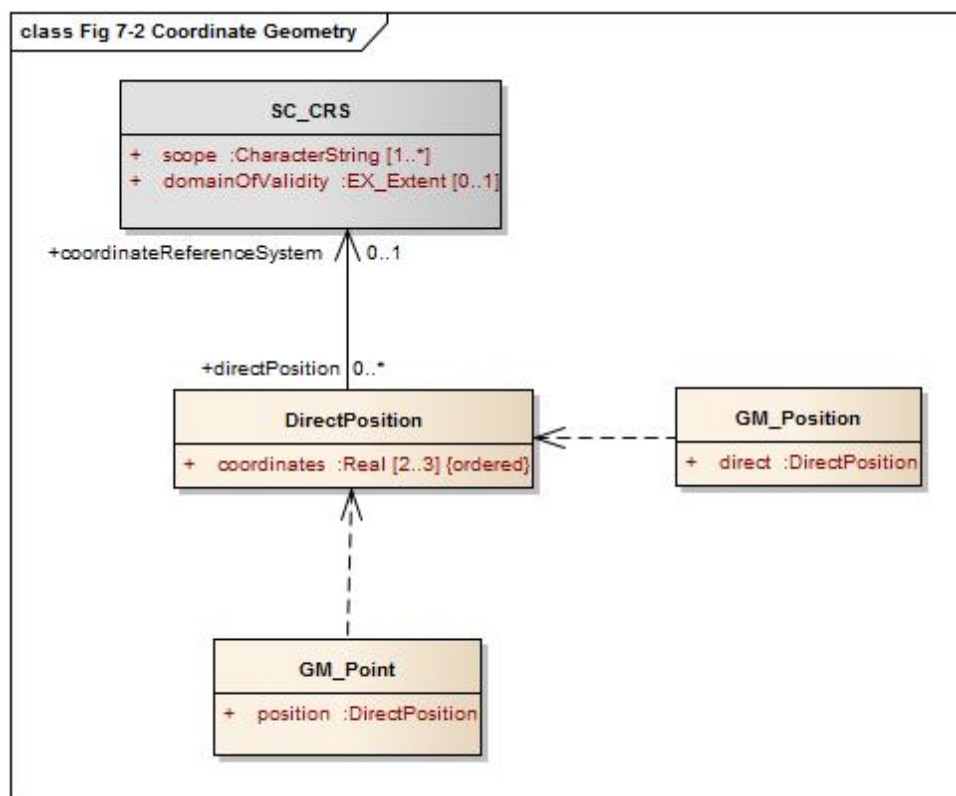 class Fig 7-2 Coordinate Geometry
SC_CRS
+ scope :CharacterString [1..*]
+ domainOfValidity :EX_Extent [0..1]
+coordinateReferenceSystem 0..1
+directPosition 0..*
DirectPosition
+ coordinates :Real [2..3] {ordered}
GM_Position
+ direct :DirectPosition
GM_Point
+ position :DirectPosition